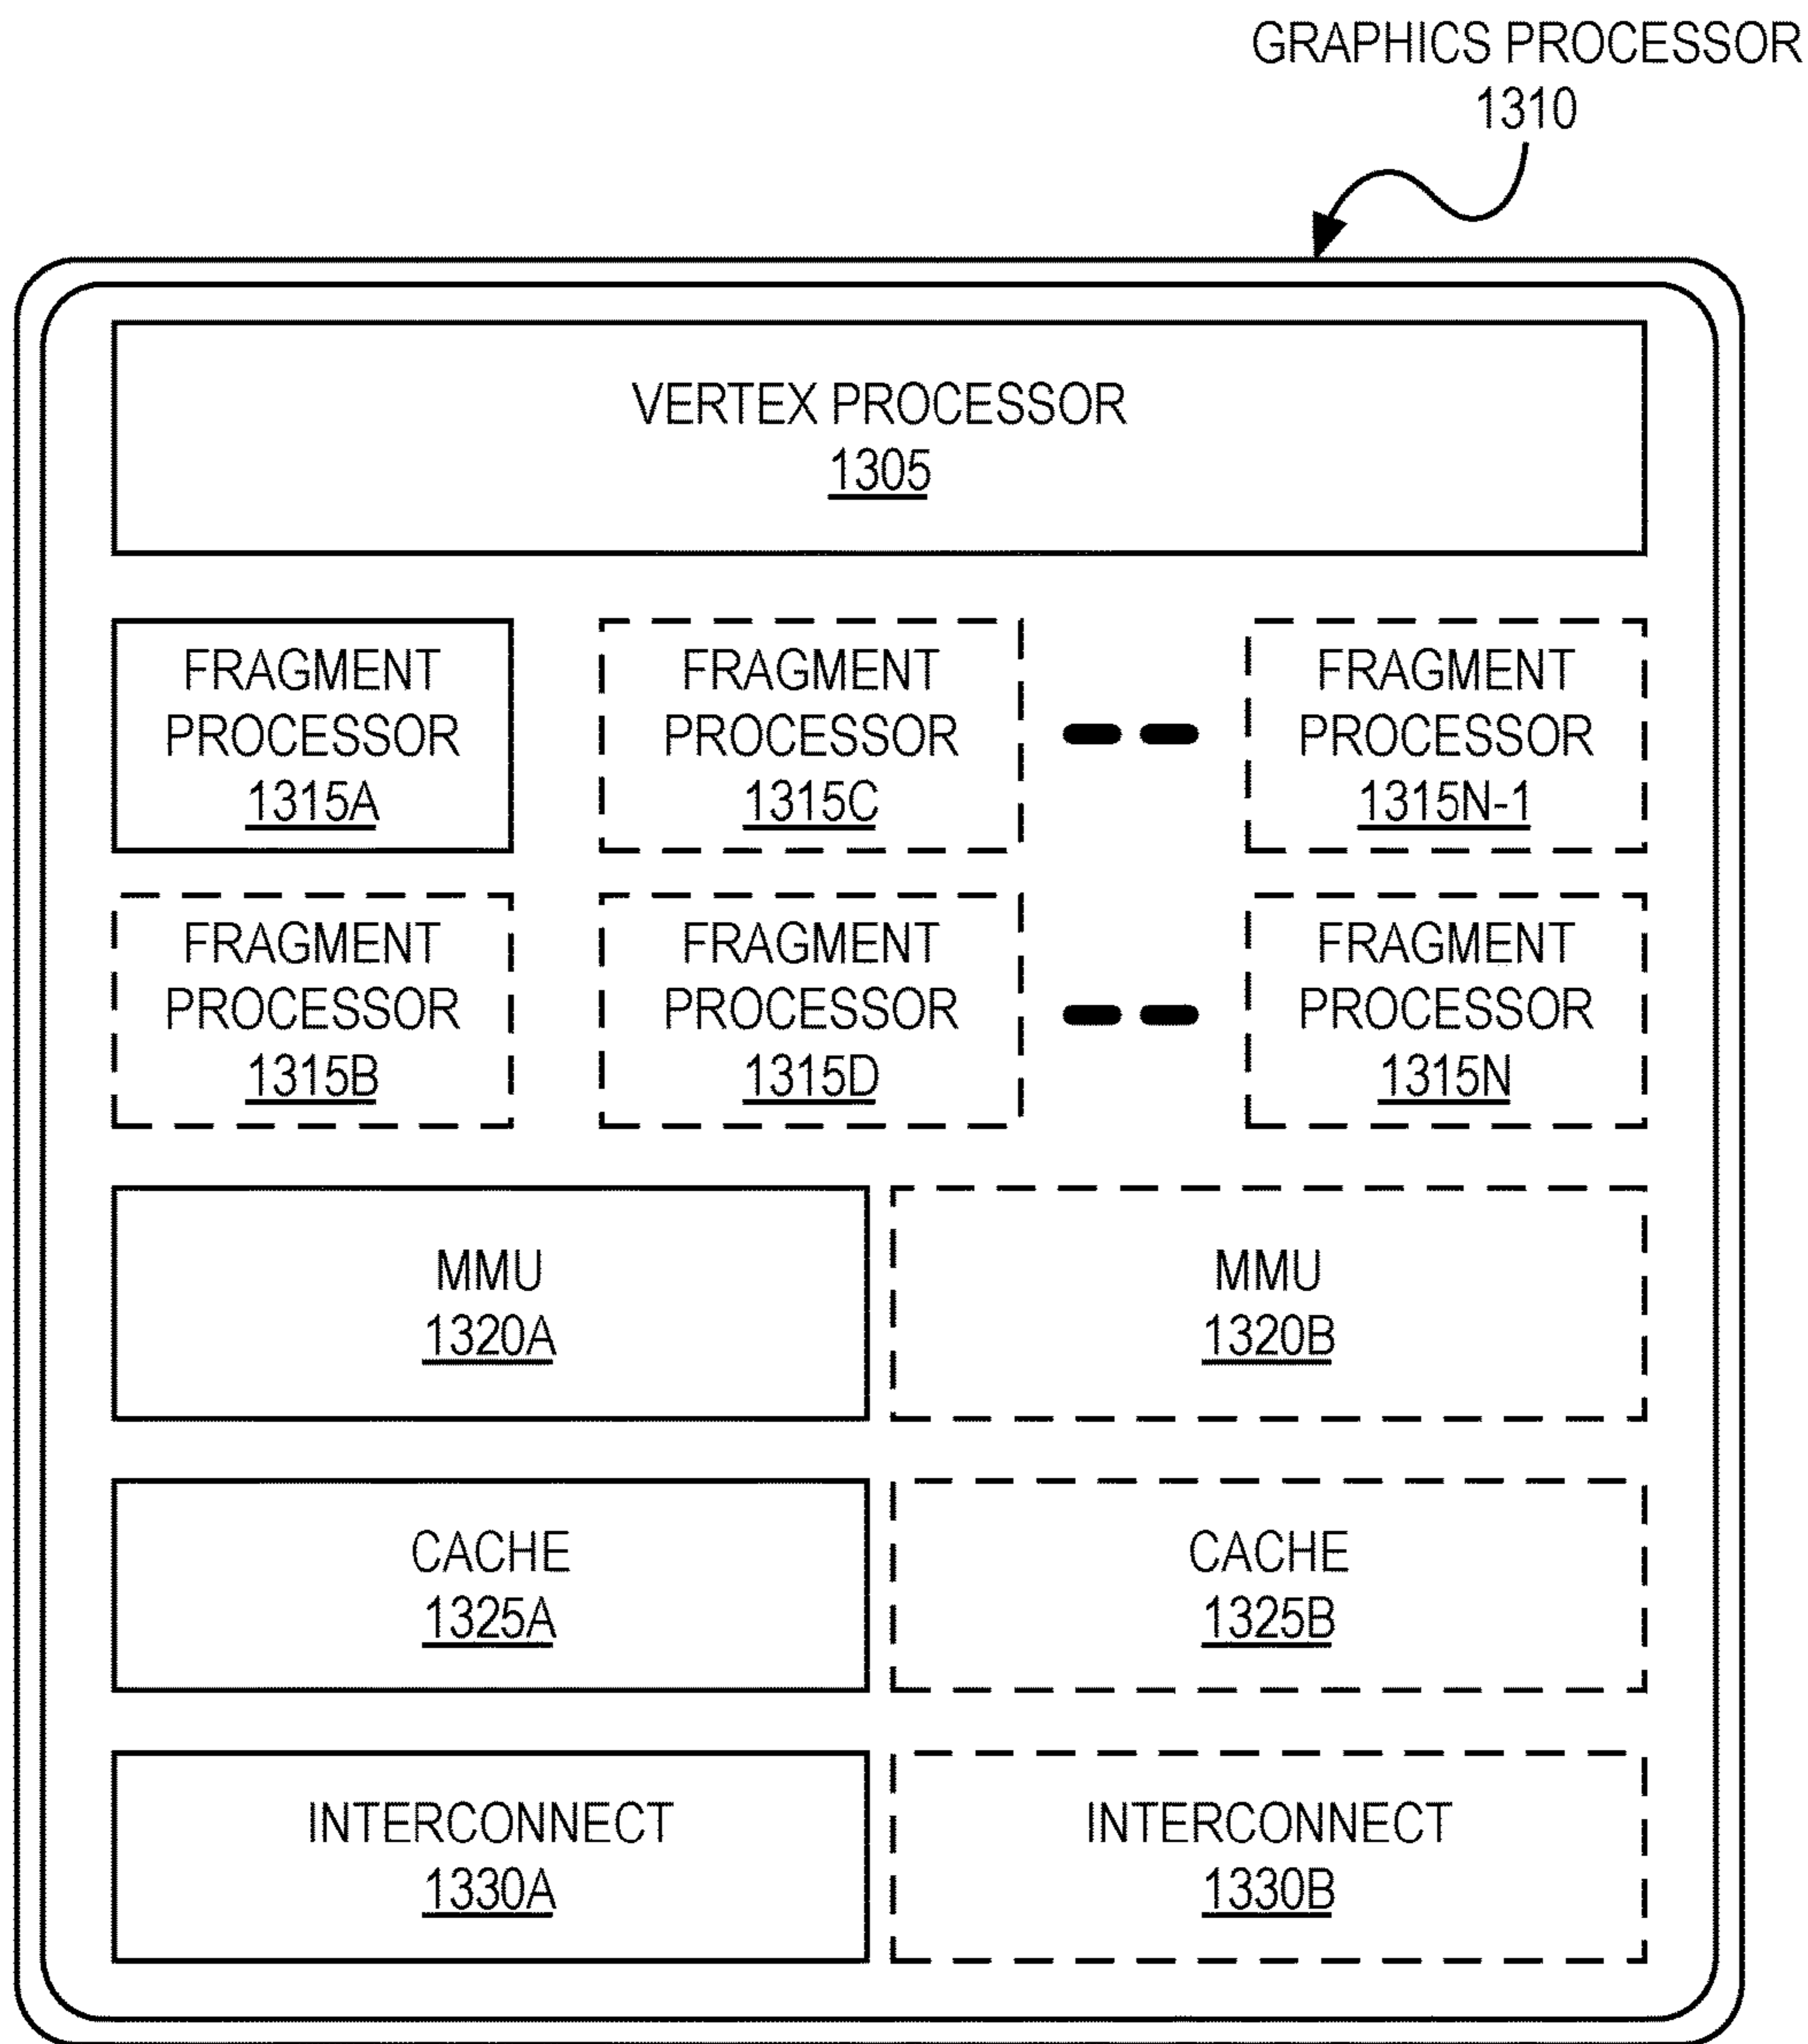 GRAPHICS PROCESSOR
1310
VERTEX PROCESSOR
1305
FRAGMENT
PROCESSOR
1315A
FRAGMENT
PROCESSOR
1315C
FRAGMENT
PROCESSOR
1315N-1
FRAGMENT
PROCESSOR
1315B
FRAGMENT
PROCESSOR
1315D
FRAGMENT
PROCESSOR
1315N
MMU
1320A
MMU
1320B
CACHE
1325A
CACHE
1325B
INTERCONNECT
1330A
INTERCONNECT
1330B